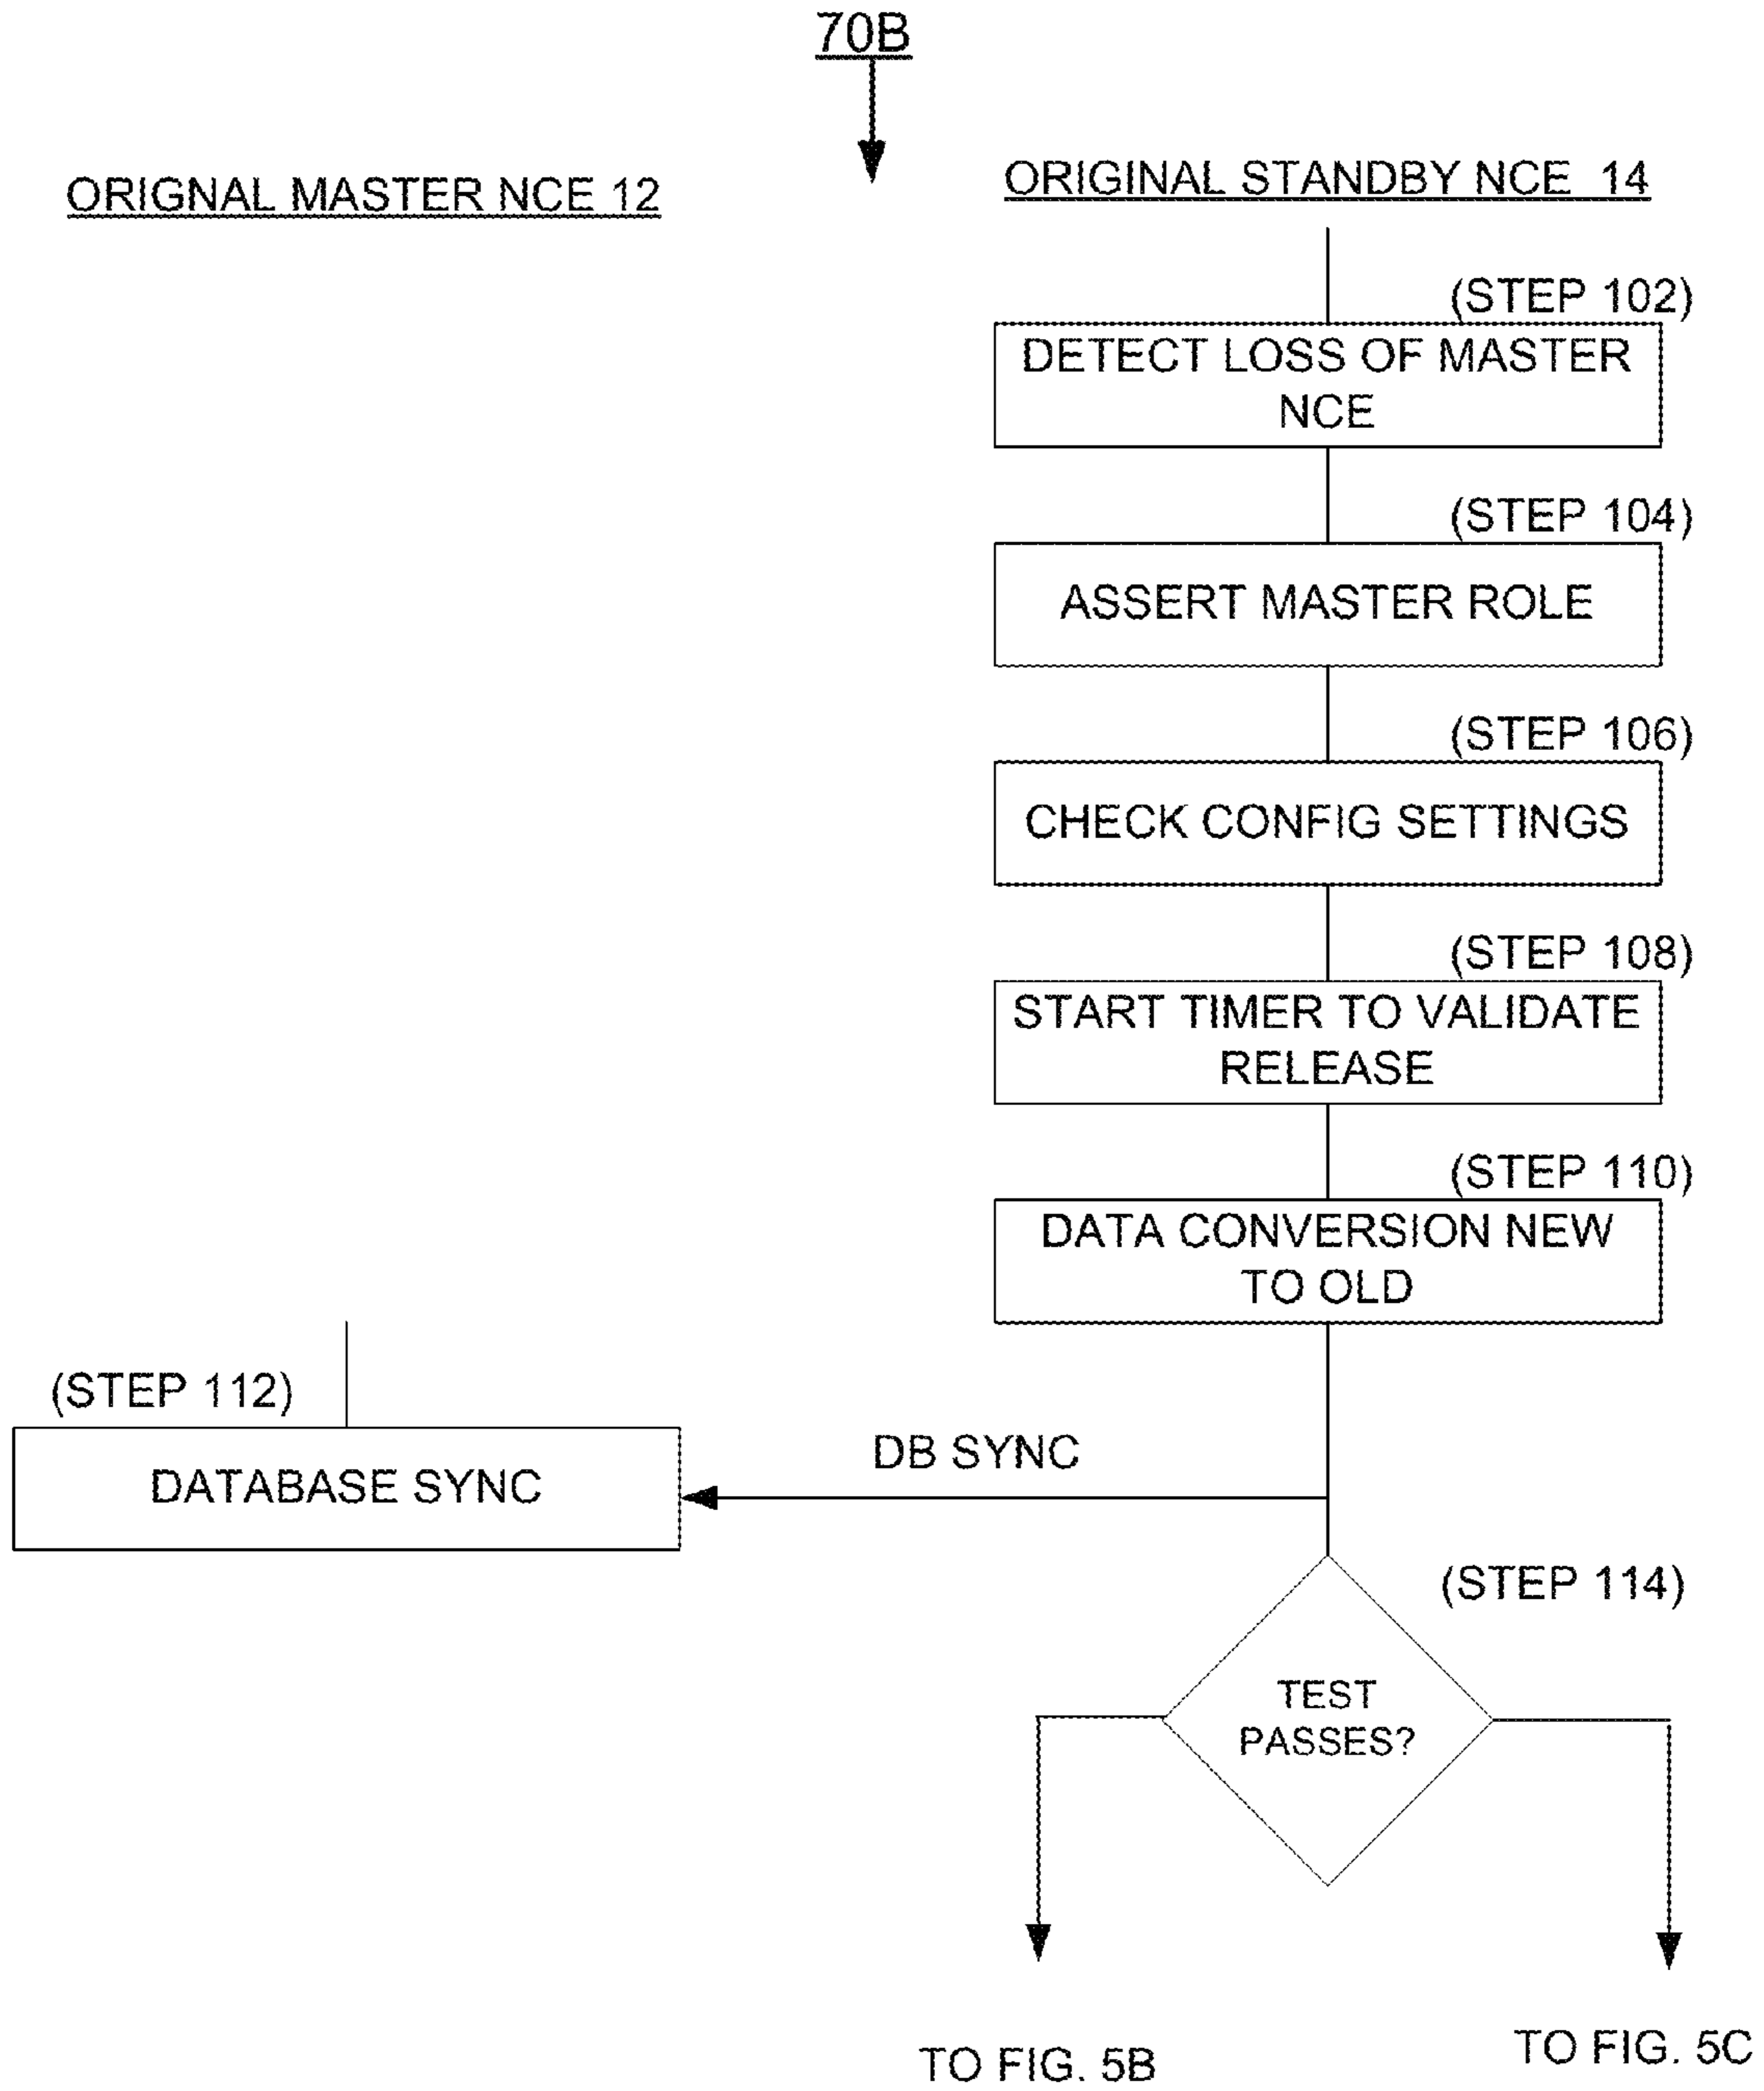 70B
ORIGNAL MASTER NCE 12
ORIGINAL STANDBY NCE 14
(STEP 102)
DETECT LOSS OF MASTER
NCE
(STEP 104)
ASSERT MASTER ROLE
(STEP 106)
CHECK CONFIG SETTINGS
(STEP 108)
START TIMER TO VALIDATE
RELEASE
(STEP 110)
DATA CONVERSION NEW
TO OLD
(STEP 112)
DATABASE SYNC
DB SYNC
(STEP 114)
TEST
PASSES?
TO FIG. 5B
TO FIG. 5C